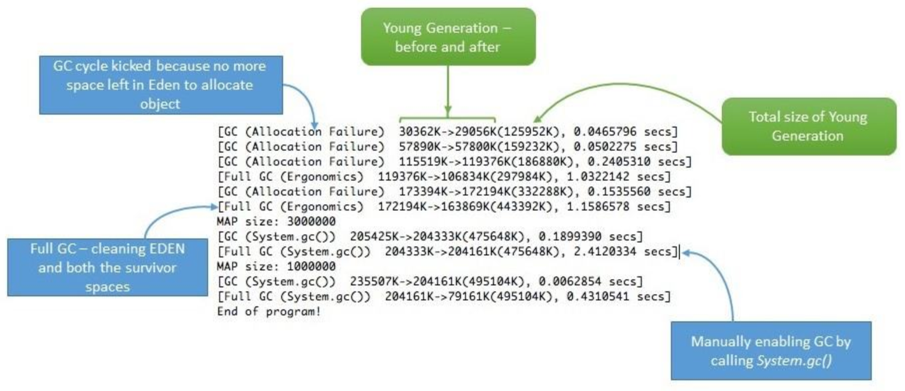 Young Generation –
before and after
GC cycle kicked because no more
space left in Eden to allocate
object
Total size of Young
Generation
[GC (Allocation Failure)  30362K->29056K(125952K), 0.0465796 secs]
[GC (Allocation Failure)  57890K->57800K(159232K), 0.0502275 secs]
[GC (Allocation Failure)  115519K->119376K(186880K), 0.2405310 secs]
[Full GC (Ergonomics)  119376K->106834K(297984K), 1.0322142 secs]
[GC (Allocation Failure)  173394K->172194K(332288K), 0.1535560 secs]
[Full GC (Ergonomics)  172194K->163869K(443392K), 1.1586578 secs]
MAP size: 3000000
[GC (System.gc())  205425K->204333K(475648K), 0.1899390 secs]
[Full GC (System.gc())  204333K->204161K(475648K), 2.4120334 secs]
MAP size: 1000000
[GC (System.gc())  235507K->204161K(495104K), 0.0062854 secs]
[Full GC (System.gc())  204161K->79161K(495104K), 0.4310541 secs]
End of program!
Full GC – cleaning EDEN
and both the survivor
spaces
Manually enabling GC by
calling System.gc()